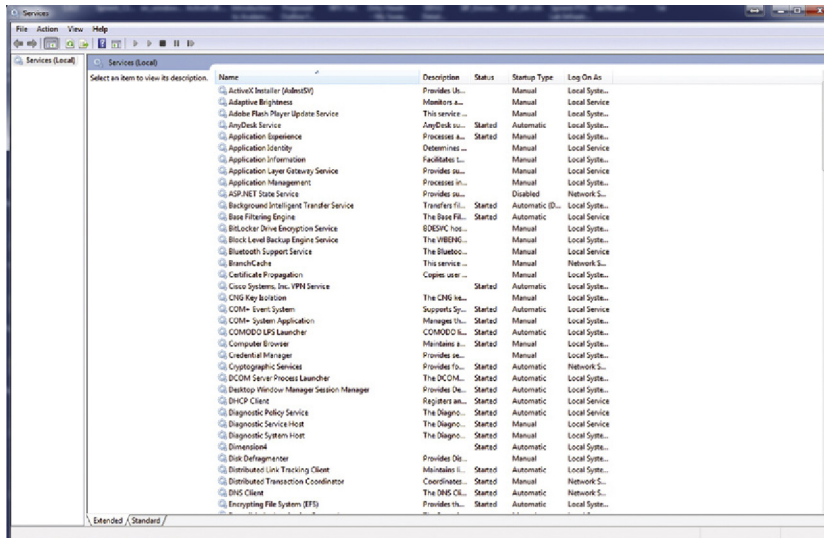 Services
File Action View Help
Services (Local)
Services (Local)
Select an item to view its description.
Name Description Status Startup Type Log On As
ActiveX Installer (AxInstSV) Provides Us... Manual Local Syste...
Adaptive Brightness Monitors a... Manual Local Service
Adobe Flash Player Update Service This service ... Manual Local Syste...
AnyDesk Service AnyDesk su... Started Automatic Local Syste...
Application Experience Processes a... Started Manual Local Syste...
Application Identity Determines ... Manual Local Service
Application Information Facilitates t... Manual Local Syste...
Application Layer Gateway Service Provides su... Manual Local Service
Application Management Processes in... Manual Local Syste...
ASP.NET State Service Provides su... Disabled Network S...
Background Intelligent Transfer Service Transfers fil... Started Automatic (D... Local Syste...
Base Filtering Engine The Base Fil... Started Automatic Local Service
BitLocker Drive Encryption Service BDESVC hos... Manual Local Syste...
Block Level Backup Engine Service The WBENG... Manual Local Syste...
Bluetooth Support Service The Bluetoo... Manual Local Service
BranchCache This service ... Manual Network S...
Certificate Propagation Copies user ... Manual Local Syste...
Cisco Systems, Inc. VPN Service Started Automatic Local Syste...
CNG Key Isolation The CNG ke... Manual Local Syste...
COM+ Event System Supports Sy... Started Automatic Local Service
COM+ System Application Manages th... Started Manual Local Syste...
COMODO LPS Launcher COMODO li... Started Automatic Local Syste...
Computer Browser Maintains a... Started Manual Local Syste...
Credential Manager Provides se... Manual Local Syste...
Cryptographic Services Provides fo... Started Automatic Network S...
DCOM Server Process Launcher The DCOM... Started Automatic Local Syste...
Desktop Window Manager Session Manager Provides De... Started Automatic Local Syste...
DHCP Client Registers an... Started Automatic Local Service
Diagnostic Policy Service The Diagno... Started Automatic Local Service
Diagnostic Service Host The Diagno... Started Manual Local Service
Diagnostic System Host The Diagno... Started Manual Local Syste...
Dimension4 Started Automatic Local Syste...
Disk Defragmenter Provides Dis... Manual Local Syste...
Distributed Link Tracking Client Maintains li... Started Automatic Local Syste...
Distributed Transaction Coordinator Coordinates... Manual Network S...
DNS Client The DNS Cli... Started Automatic Network S...
Encrypting File System (EFS) Provides th... Started Automatic Local Syste...
Extended Standard